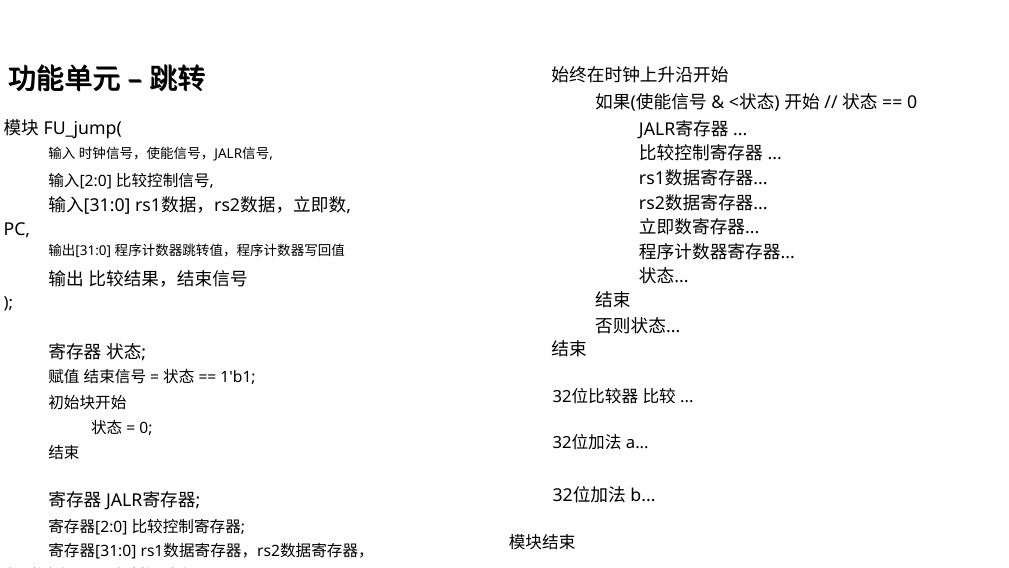 功能单元 – 跳转
模块 FU_jump(
输入 时钟信号，使能信号，JALR信号,
输入[2:0] 比较控制信号,
输入[31:0] rs1数据，rs2数据，立即数,
PC,
输出[31:0] 程序计数器跳转值，程序计数器写回值
输出 比较结果，结束信号
);
寄存器 状态;
赋值 结束信号 = 状态 == 1'b1;
初始块开始
状态 = 0;
结束
寄存器 JALR寄存器;
寄存器[2:0] 比较控制寄存器;
寄存器[31:0] rs1数据寄存器，rs2数据寄存器，
始终在时钟上升沿开始
如果(使能信号 & <状态) 开始 // 状态 == 0
JALR寄存器 ...
比较控制寄存器 ...
rs1数据寄存器...
rs2数据寄存器...
立即数寄存器...
程序计数器寄存器...
状态...
结束
否则状态...
结束
32位比较器 比较 ...
32位加法 a...
32位加法 b...
模块结束